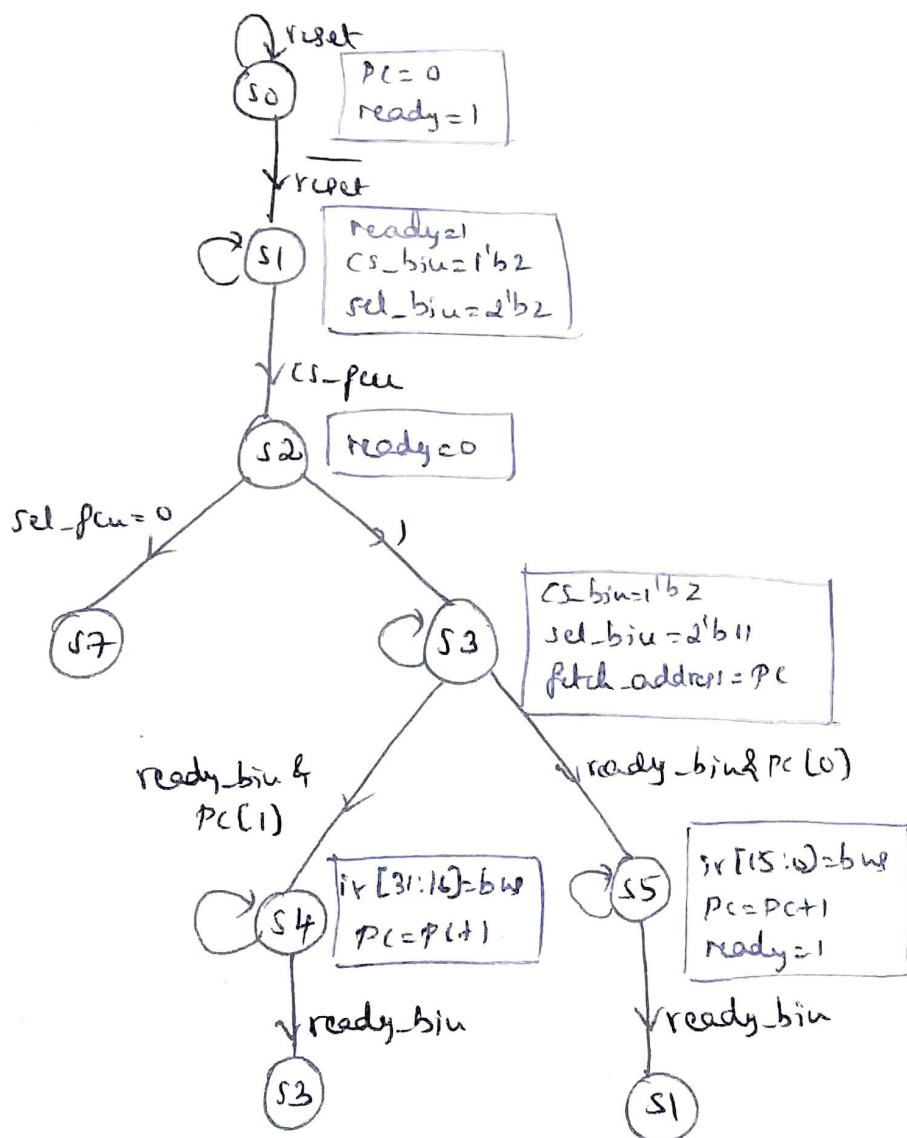 reset
S0
PC=0
ready=1
reset
S1
ready=1
CS_biu=1'bz
sel_biu=2'bz
CS_pcu
S2
ready=0
sel_pcu=0
1
S7
S3
CS_biu=1'bz
sel_biu=2'b11
fetch_address=PC
ready_biu &
PC(1)
ready_biu & PC(0)
S4
ir[31:16]=bus
PC=PC+1
S5
ir[15:0]=bus
PC=PC+1
ready=1
ready_biu
ready_biu
S3
S1